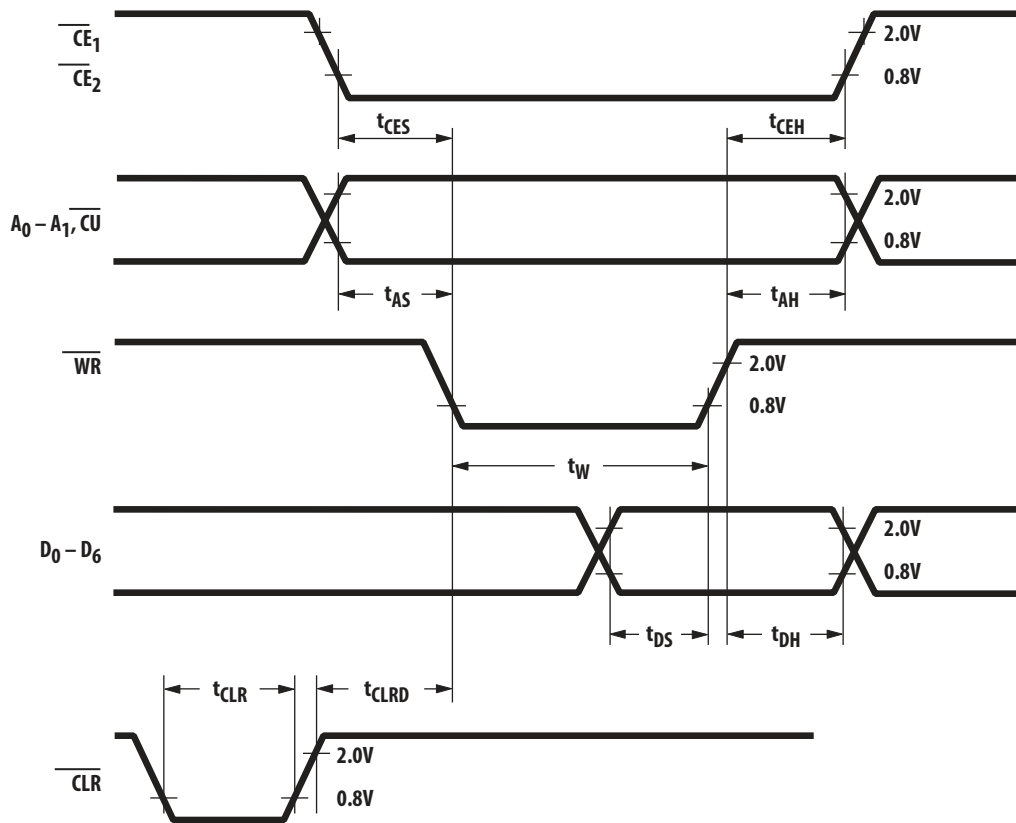 CE1
2.0V
CE2
0.8V
tCES
tCEH
2.0V
A0 – A1, CU
0.8V
tAS
tAH
WR
2.0V
0.8V
tW
2.0V
D0 – D6
0.8V
tDS
tDH
tCLR
tCLRD
2.0V
CLR
0.8V